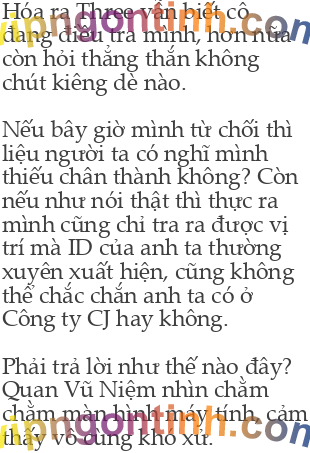 Hóa ra Three vẫn biết cô
đang điều tra mình, hơn nữa
còn hỏi thẳng thắn không
chút kiêng dè nào.
Nếu bây giờ mình từ chối thì
liệu người ta có nghĩ mình
thiếu chân thành không? Còn
nếu như nói thật thì thực ra
mình cũng chỉ tra ra được vị
trí mà ID của anh ta thường
xuyên xuất hiện, cũng không
thể chắc chắn anh ta có ở
Công ty CJ hay không.
Phải trả lời như thế nào đây?
Quan Vũ Niệm nhìn chằm
chằm màn hình máy tính, cảm
thấy vô cùng khó xử.
vipngontinh.com
vipngontinh.com